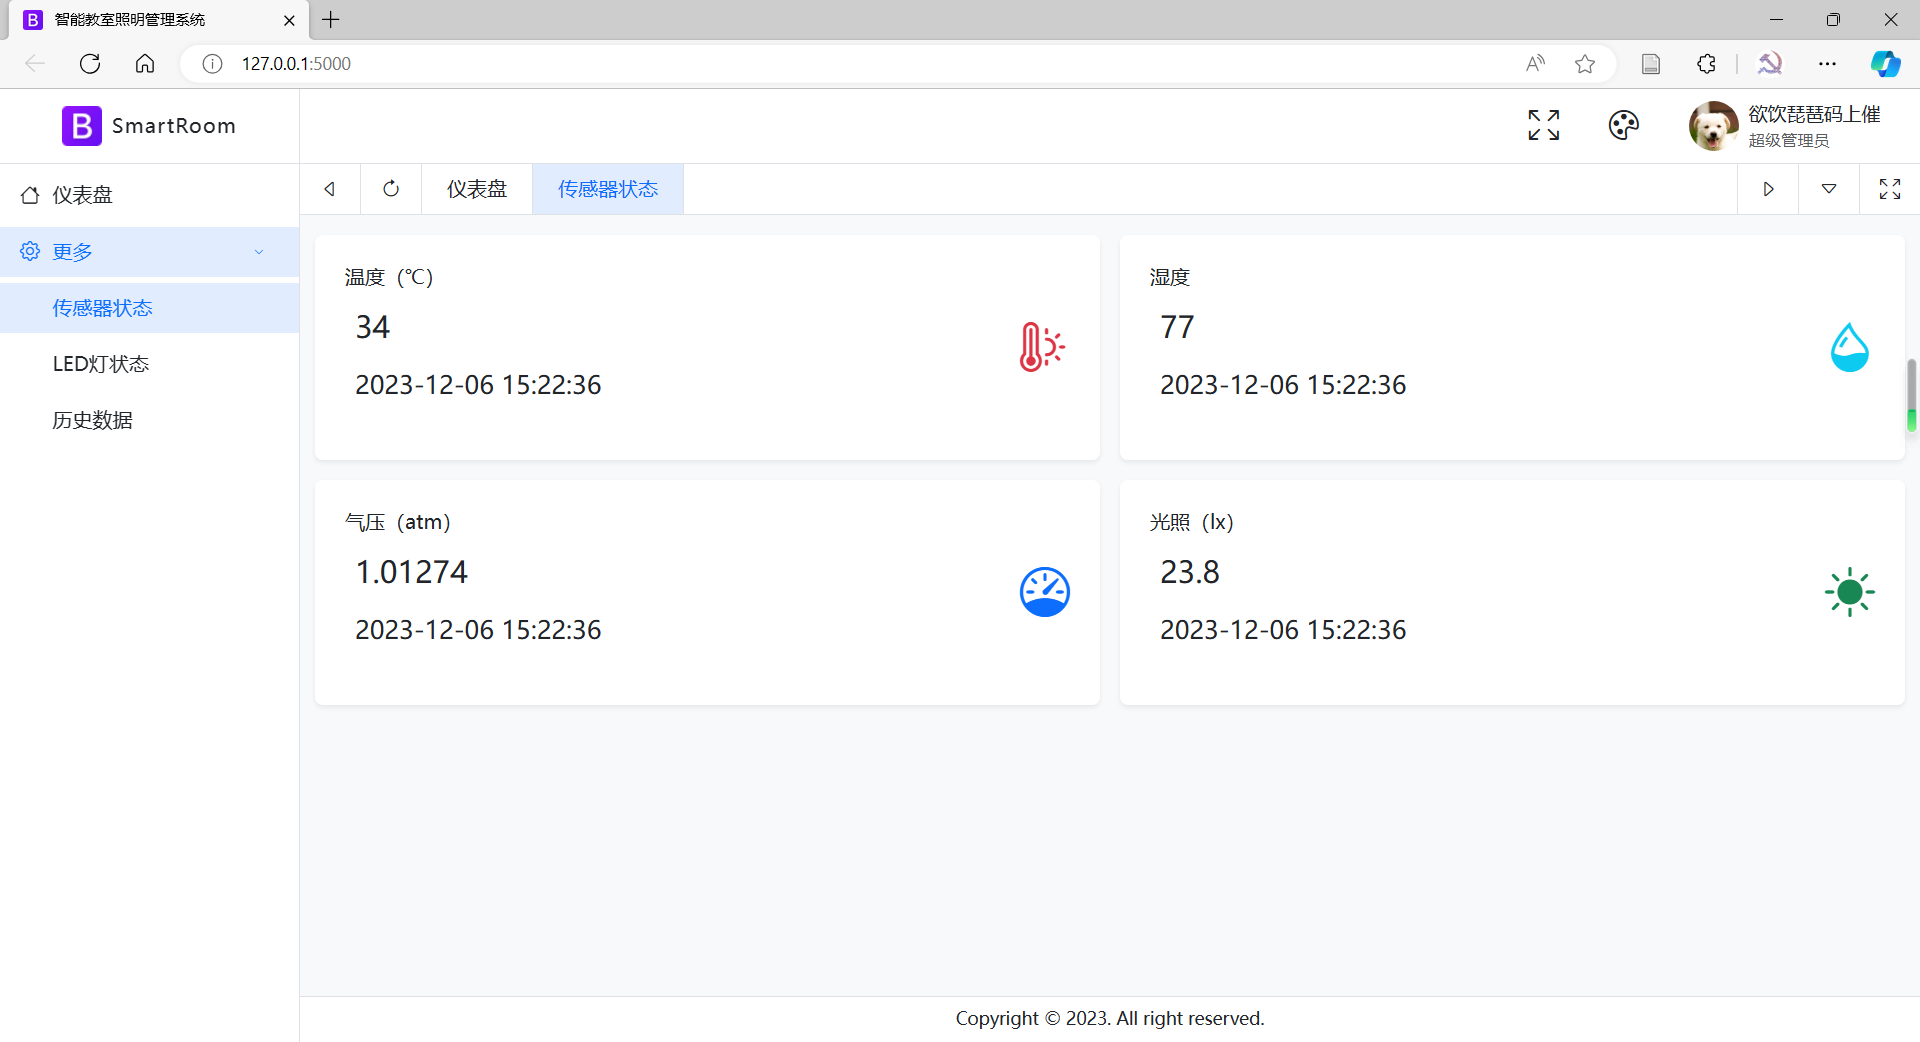 智能教室照明管理系统
127.0.0.1:5000
B SmartRoom
欲饮琵琶码上催
超级管理员
仪表盘
更多
传感器状态
LED灯状态
历史数据
仪表盘 传感器状态
温度（℃）
34
2023-12-06 15:22:36
湿度
77
2023-12-06 15:22:36
气压（atm）
1.01274
2023-12-06 15:22:36
光照（lx）
23.8
2023-12-06 15:22:36
Copyright © 2023. All right reserved.